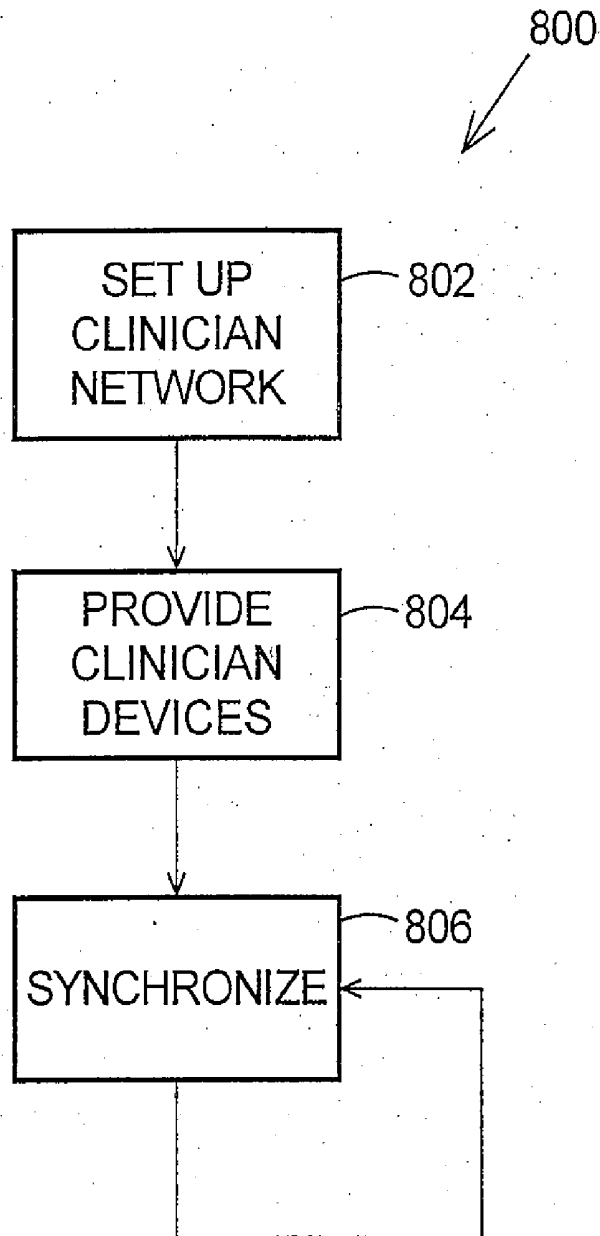 800
SET UP
CLINICIAN
NETWORK
802
PROVIDE
CLINICIAN
DEVICES
804
806
SYNCHRONIZE